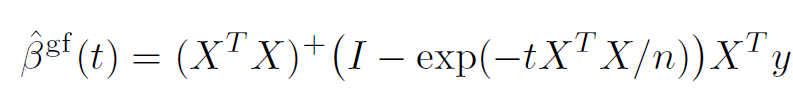 β̂^gf(t) = (X^T X)^+(I − exp(−tX^T X/n))X^T y